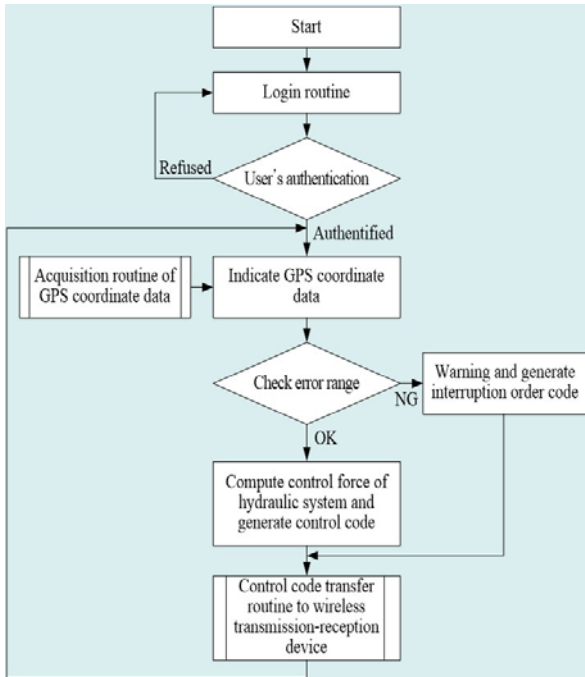 Start
Login routine
Refused
User's authentication
Authentified
Acquisition routine of
GPS coordinate data
Indicate GPS coordinate
data
Check error range
NG
Warning and generate
interruption order code
OK
Compute control force of
hydraulic system and
generate control code
Control code transfer
routine to wireless
transmission-reception
device